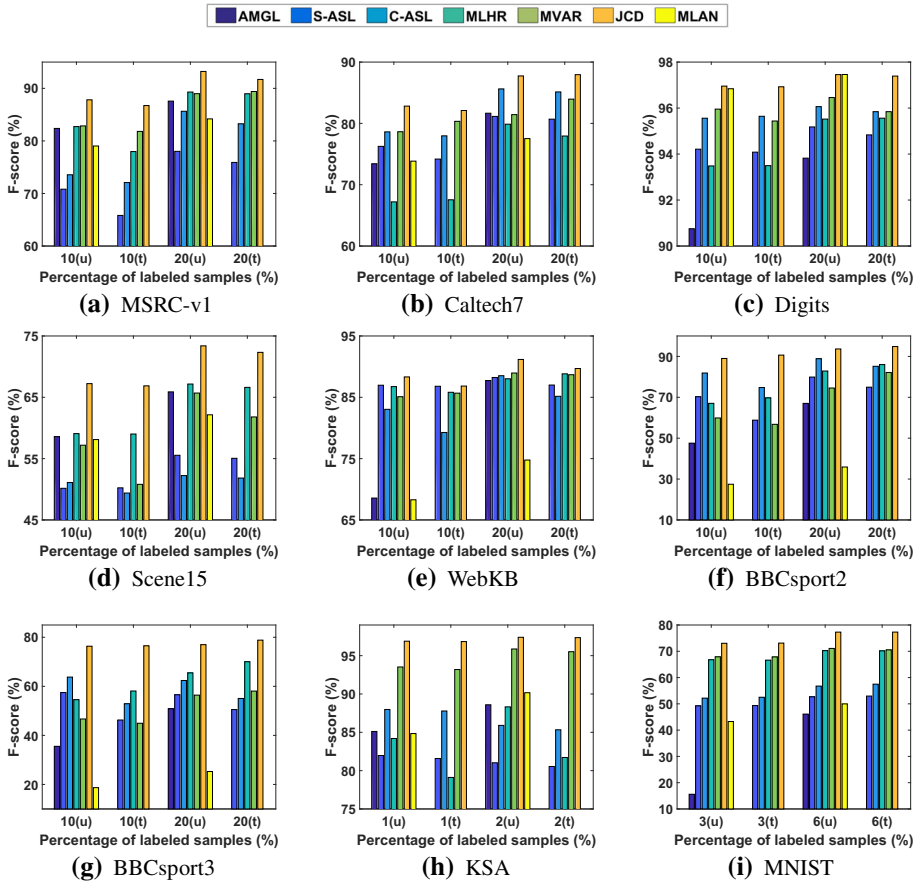 AMGL S-ASL C-ASL MLHR MVAR JCD MLAN
F-score (%)
90
80
70
60
10(u) 10(t) 20(u) 20(t)
Percentage of labeled samples (%)
(a) MSRC-v1
F-score (%)
90
80
70
60
10(u) 10(t) 20(u) 20(t)
Percentage of labeled samples (%)
(b) Caltech7
F-score (%)
98
96
94
92
90
10(u) 10(t) 20(u) 20(t)
Percentage of labeled samples (%)
(c) Digits
F-score (%)
75
65
55
45
10(u) 10(t) 20(u) 20(t)
Percentage of labeled samples (%)
(d) Scene15
F-score (%)
95
85
75
65
10(u) 10(t) 20(u) 20(t)
Percentage of labeled samples (%)
(e) WebKB
F-score (%)
90
70
50
30
10
10(u) 10(t) 20(u) 20(t)
Percentage of labeled samples (%)
(f) BBCsport2
F-score (%)
80
60
40
20
10(u) 10(t) 20(u) 20(t)
Percentage of labeled samples (%)
(g) BBCsport3
F-score (%)
95
90
85
80
75
1(u) 1(t) 2(u) 2(t)
Percentage of labeled samples (%)
(h) KSA
F-score (%)
80
70
60
50
40
30
20
10
3(u) 3(t) 6(u) 6(t)
Percentage of labeled samples (%)
(i) MNIST